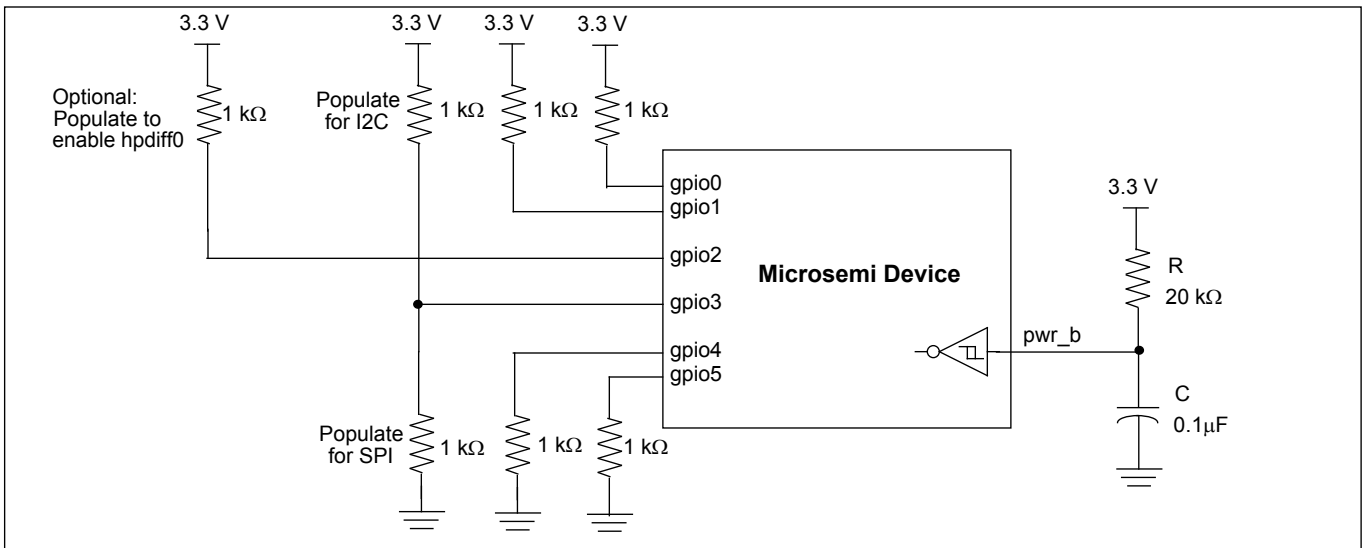 3.3 V
3.3 V
3.3 V
3.3 V
Optional:
Populate to
enable hpdiff0
1 kΩ
Populate
for I2C
1 kΩ
1 kΩ
1 kΩ
gpio0
gpio1
gpio2
gpio3
gpio4
gpio5
Microsemi Device
pwr_b
3.3 V
R
20 kΩ
C
0.1μF
Populate
for SPI
1 kΩ
1 kΩ
1 kΩ